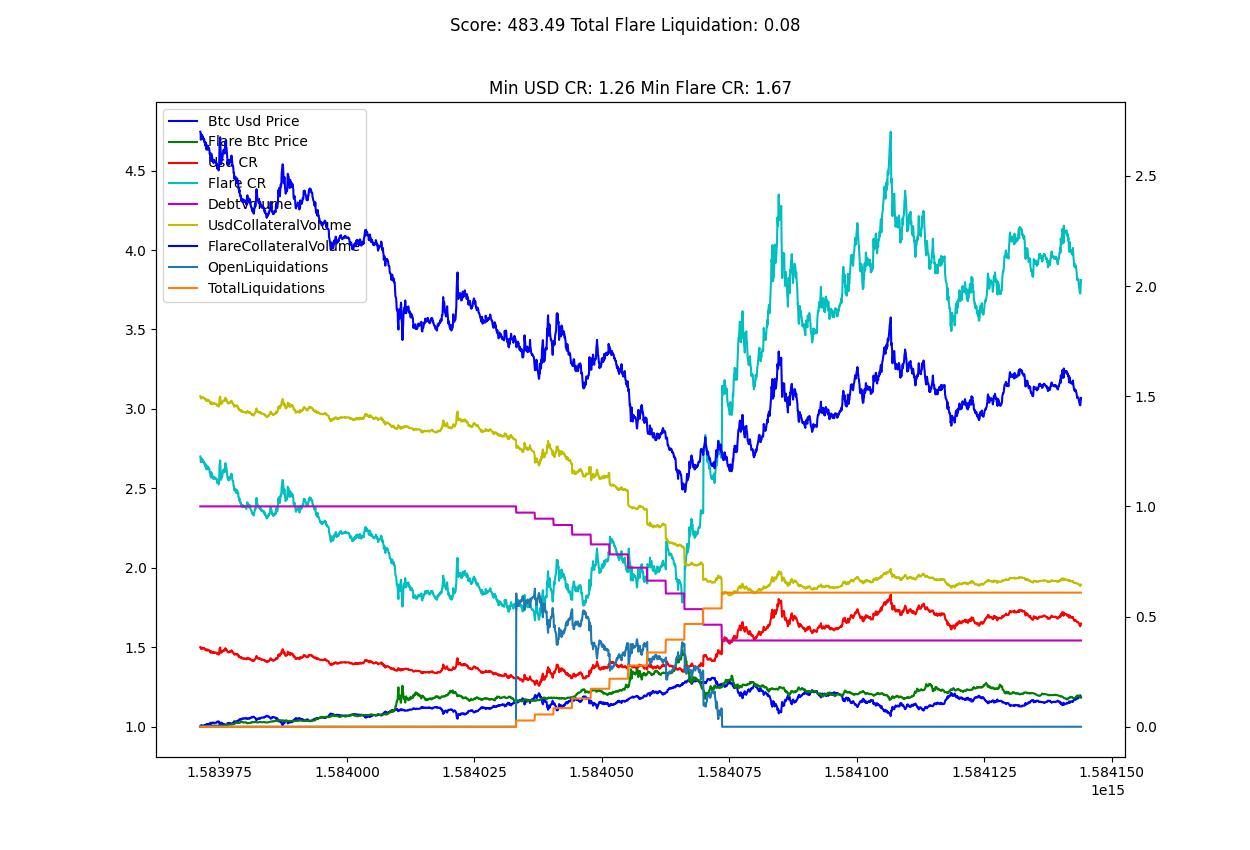 Score: 483.49 Total Flare Liquidation: 0.08
Min USD CR: 1.26 Min Flare CR: 1.67
Btc Usd Price
Flare Btc Price
Usd CR
Flare CR
DebtVolume
UsdCollateralVolume
FlareCollateralVolume
OpenLiquidations
TotalLiquidations
4.5
4.0
3.5
3.0
2.5
2.0
1.5
1.0
2.5
2.0
1.5
1.0
0.5
0.0
1.583975 1.584000 1.584025 1.584050 1.584075 1.584100 1.584125 1.584150
1e15